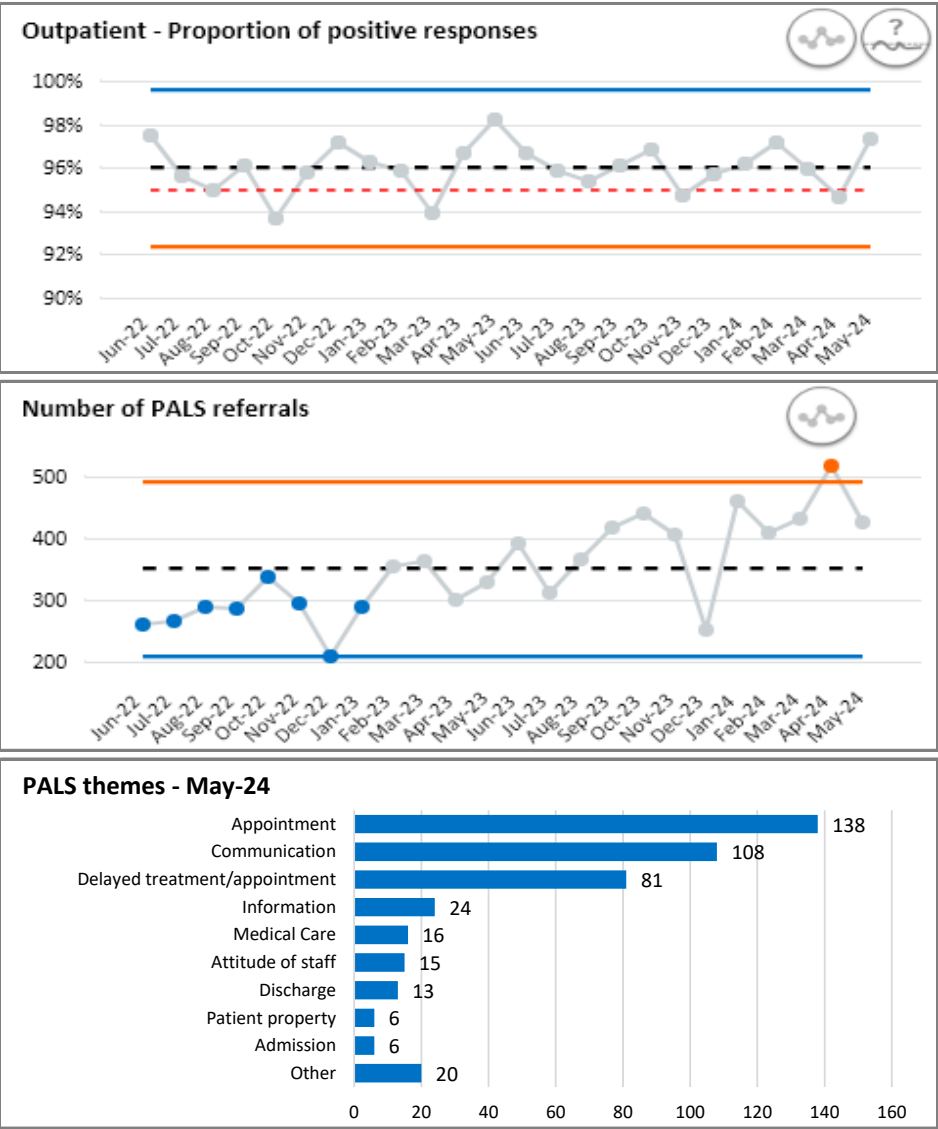 Outpatient - Proportion of positive responses
?
100%
98%
96%
94%
92%
90%
Jun-22 Jul-22 Aug-22 Sep-22 Oct-22 Nov-22 Dec-22 Jan-23 Feb-23 Mar-23 Apr-23 May-23 Jun-23 Jul-23 Aug-23 Sep-23 Oct-23 Nov-23 Dec-23 Jan-24 Feb-24 Mar-24 Apr-24 May-24
Number of PALS referrals
500
400
300
200
Jun-22 Jul-22 Aug-22 Sep-22 Oct-22 Nov-22 Dec-22 Jan-23 Feb-23 Mar-23 Apr-23 May-23 Jun-23 Jul-23 Aug-23 Sep-23 Oct-23 Nov-23 Dec-23 Jan-24 Feb-24 Mar-24 Apr-24 May-24
PALS themes - May-24
Appointment 138
Communication 108
Delayed treatment/appointment 81
Information 24
Medical Care 16
Attitude of staff 15
Discharge 13
Patient property 6
Admission 6
Other 20
0 20 40 60 80 100 120 140 160